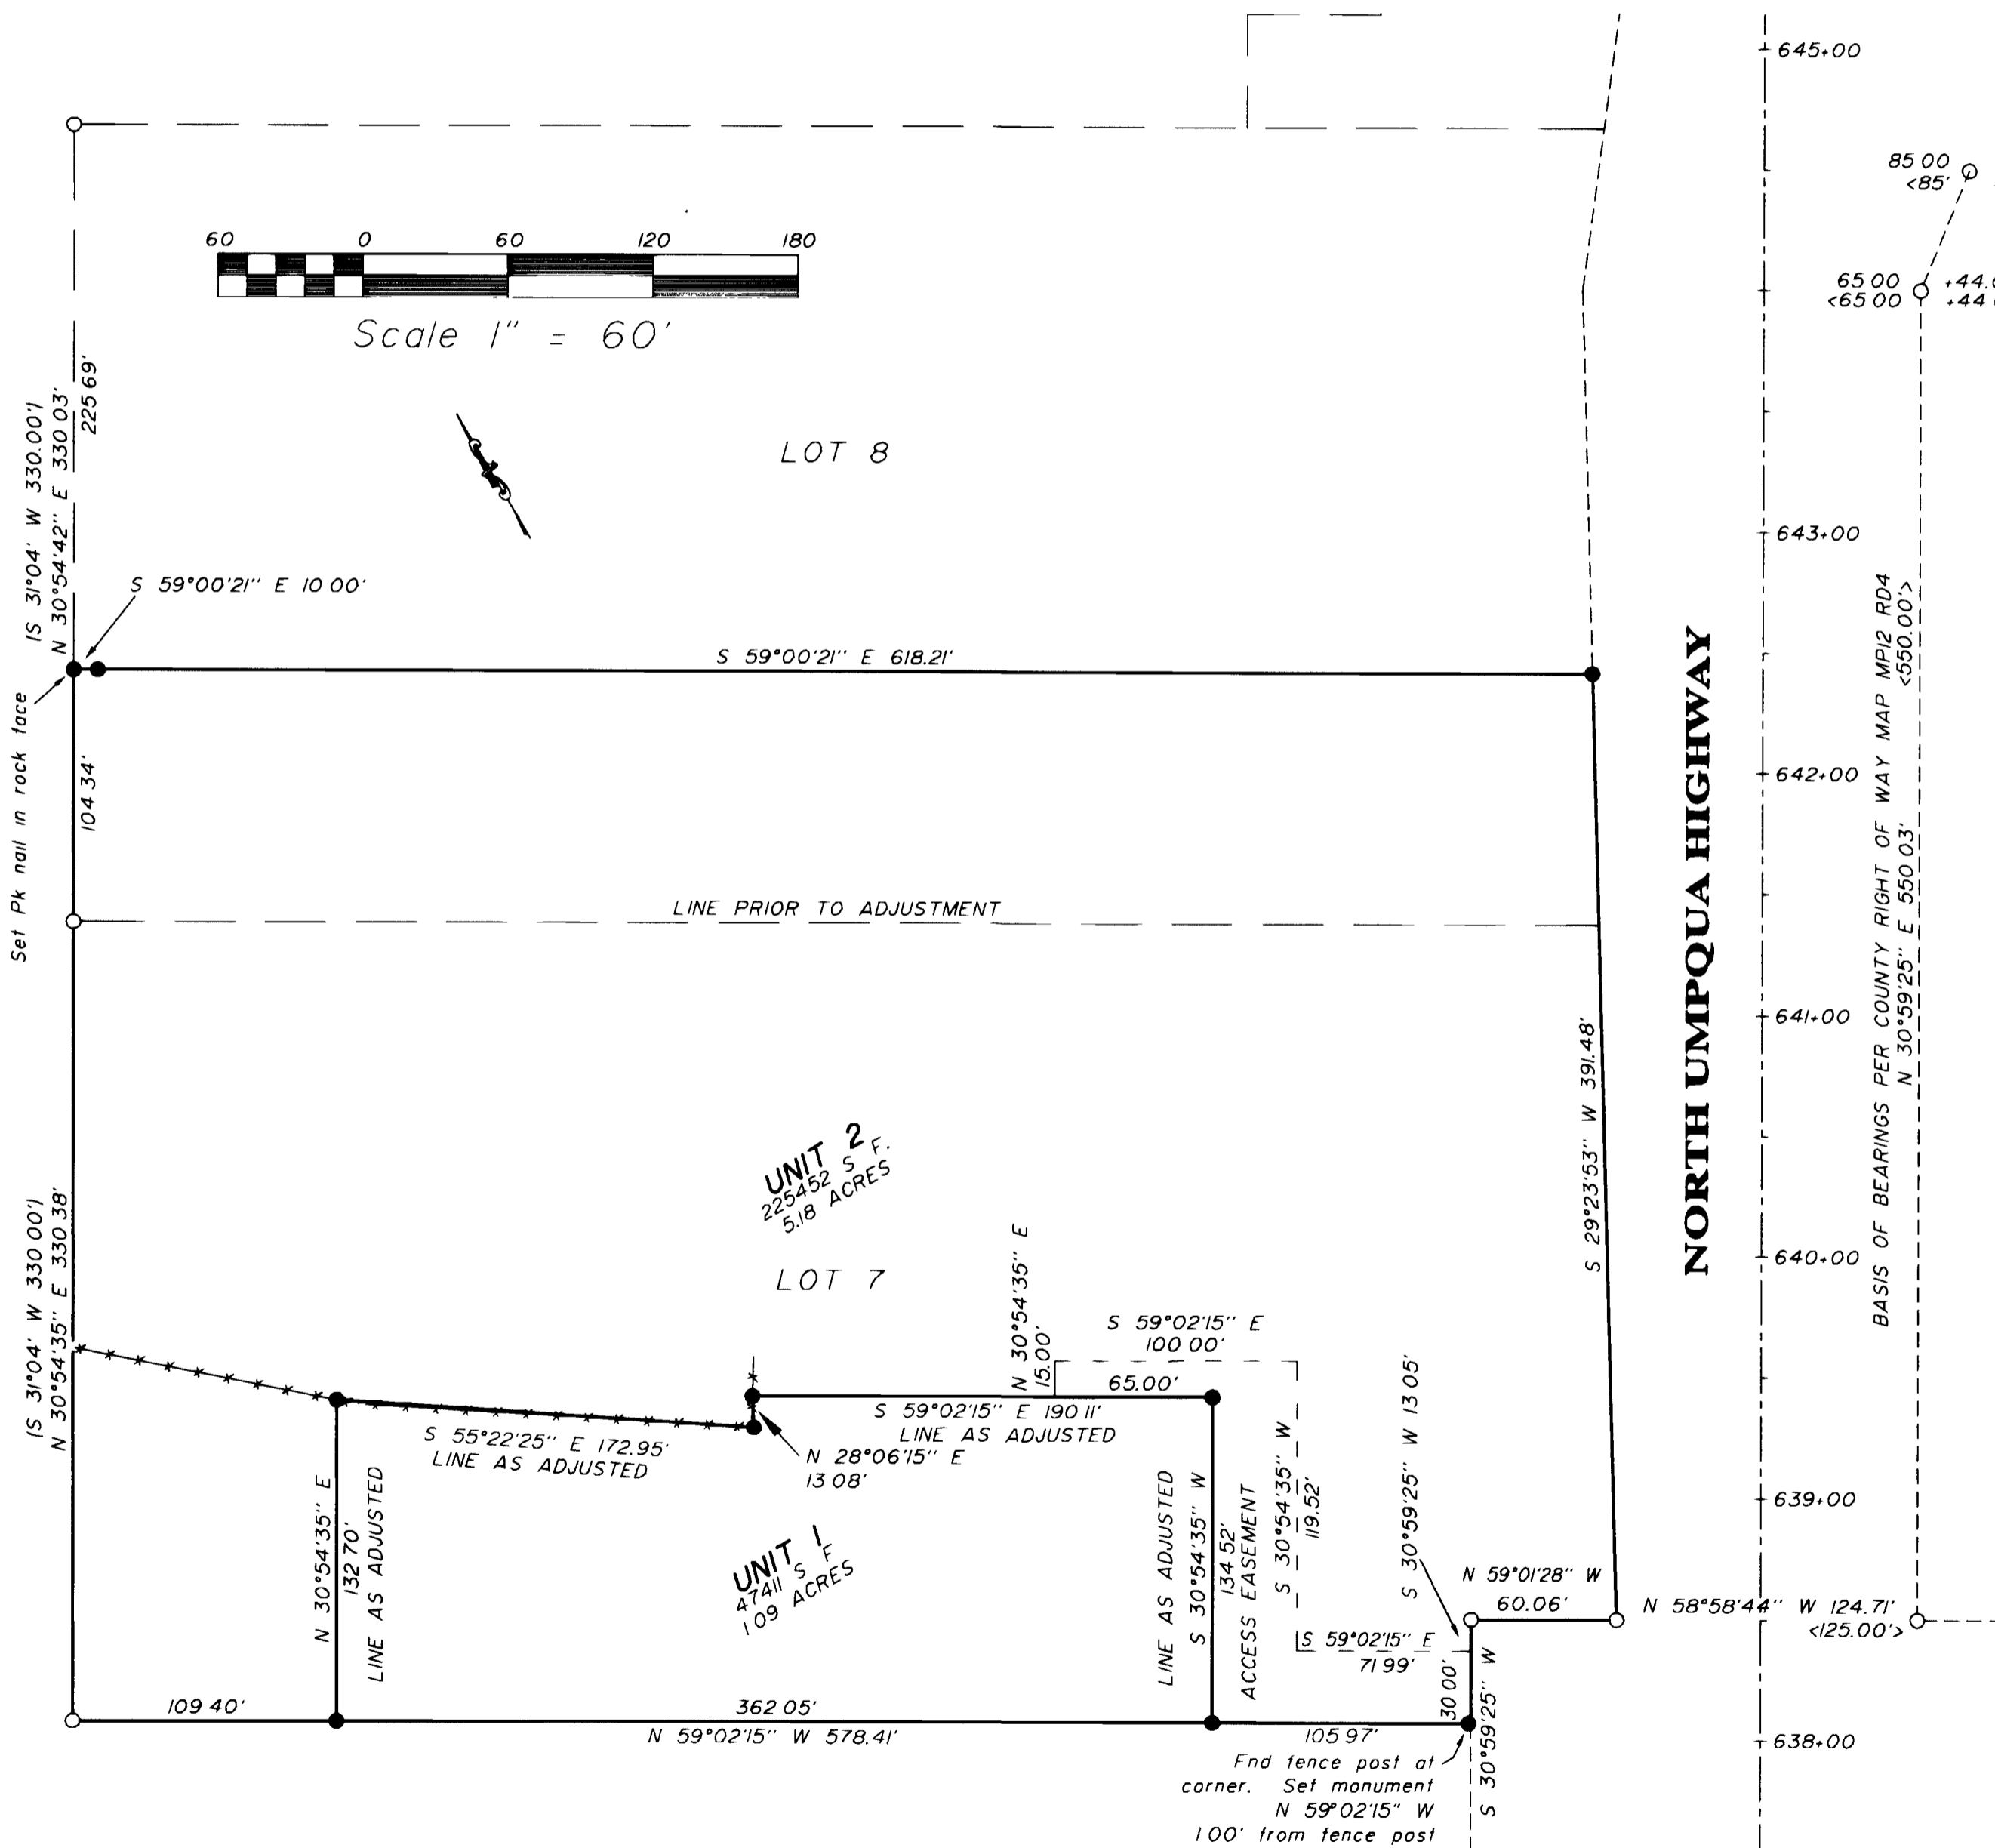 645+00
85 00
<85'
60 0 60 120 180
Scale 1" = 60'
65 00
<65 00
225 69'
(S 31°04' W 330.00')
N 30°54'42" E 330 03'
LOT 8
643+00
S 59°00'21" E 10 00'
S 59°00'21" E 618.21'
Set Pk nail in rock face
104 34'
642+00
NORTH UMPQUA HIGHWAY
BASIS OF BEARINGS PER COUNTY RIGHT OF WAY MAP MP12 RD4
<550.00'>
N 30°59'25" E 550 03'
LINE PRIOR TO ADJUSTMENT
641+00
S 29°23'53" W 391.48'
UNIT 2
225452 S F.
5.18 ACRES
LOT 7
640+00
(S 31°04' W 330 00')
N 30°54'35" E 330 38'
N 30°54'35" E
15.00'
S 59°02'15" E
100 00'
65.00'
S 59°02'15" E 190 11'
LINE AS ADJUSTED
S 55°22'25" E 172.95'
LINE AS ADJUSTED
N 28°06'15" E
13 08'
S 30°59'25" W 13 05'
639+00
N 30°54'35" E
132 70'
LINE AS ADJUSTED
UNIT 1
47411 S F
1 09 ACRES
LINE AS ADJUSTED
S 30°54'35" W
134 52'
ACCESS EASEMENT
S 30°54'35" W
119.52'
N 59°01'28" W
60.06'
N 58°58'44" W 124.71'
<125.00'>
S 59°02'15" E
71 99'
30 00'
S 30°59'25" W
109 40'
362 05'
N 59°02'15" W 578.41'
105 97'
638+00
Fnd fence post at
corner. Set monument
N 59°02'15" W
1 00' from fence post